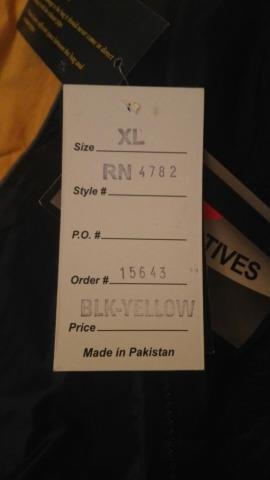 Size XL
RN 4782
Style #
P.O. #
Order # 15643
BLK-YELLOW
Price
Made in Pakistan
TIVES